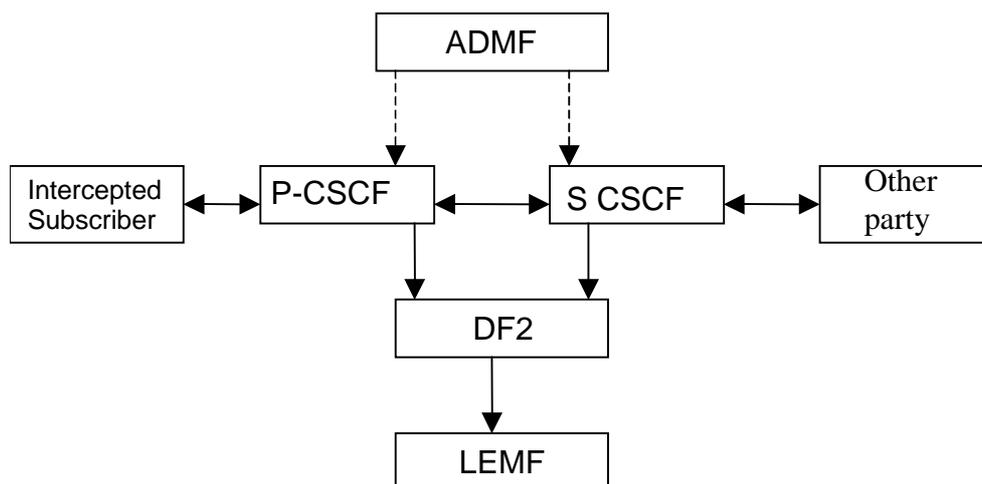 ADMF
Intercepted
Subscriber
P-CSCF
S CSCF
Other
party
DF2
LEMF